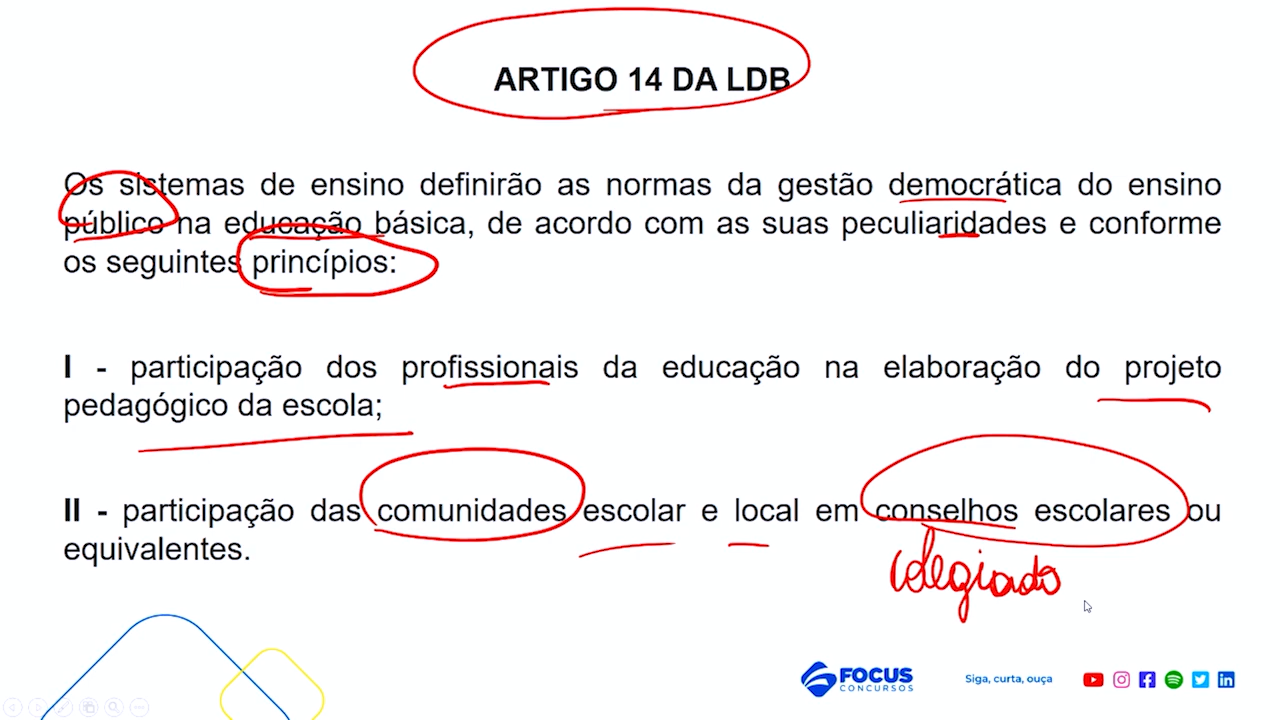 ARTIGO 14 DA LDB
Os sistemas de ensino definirão as normas da gestão democrática do ensino
público na educação básica, de acordo com as suas peculiaridades e conforme
os seguintes princípios:
I - participação dos profissionais da educação na elaboração do projeto
pedagógico da escola;
II - participação das comunidades escolar e local em conselhos escolares ou
equivalentes.
colegiado
FOCUS
CONCURSOS
Siga, curta, ouça